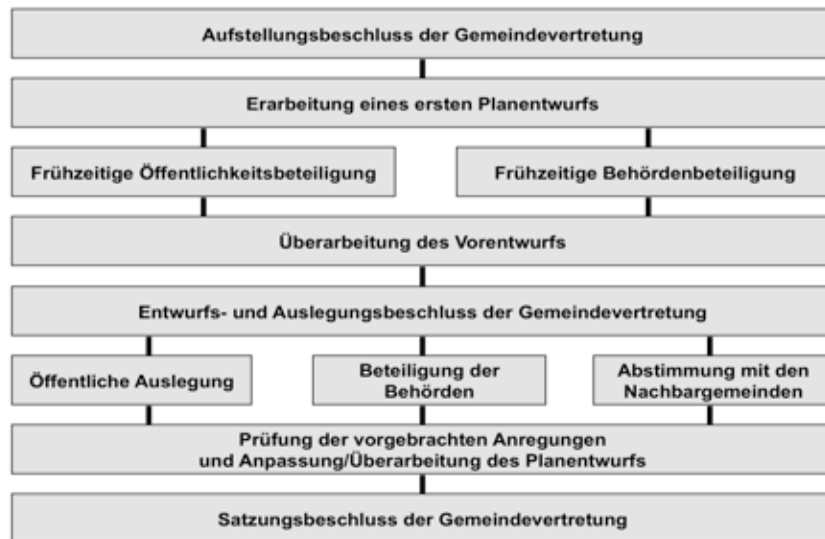 Aufstellungsbeschluss der Gemeindevertretung
Erarbeitung eines ersten Planentwurfs
Frühzeitige Öffentlichkeitsbeteiligung
Frühzeitige Behördenbeteiligung
Überarbeitung des Vorentwurfs
Entwurfs- und Auslegungsbeschluss der Gemeindevertretung
Öffentliche Auslegung
Beteiligung der
Behörden
Abstimmung mit den
Nachbargemeinden
Prüfung der vorgebrachten Anregungen
und Anpassung/Überarbeitung des Planentwurfs
Satzungsbeschluss der Gemeindevertretung